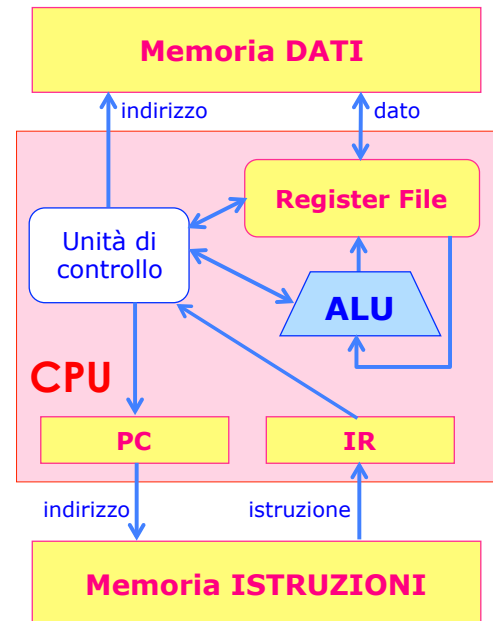 Memoria DATI
indirizzo
dato
Register File
Unità di
controllo
ALU
CPU
PC
IR
indirizzo
istruzione
Memoria ISTRUZIONI